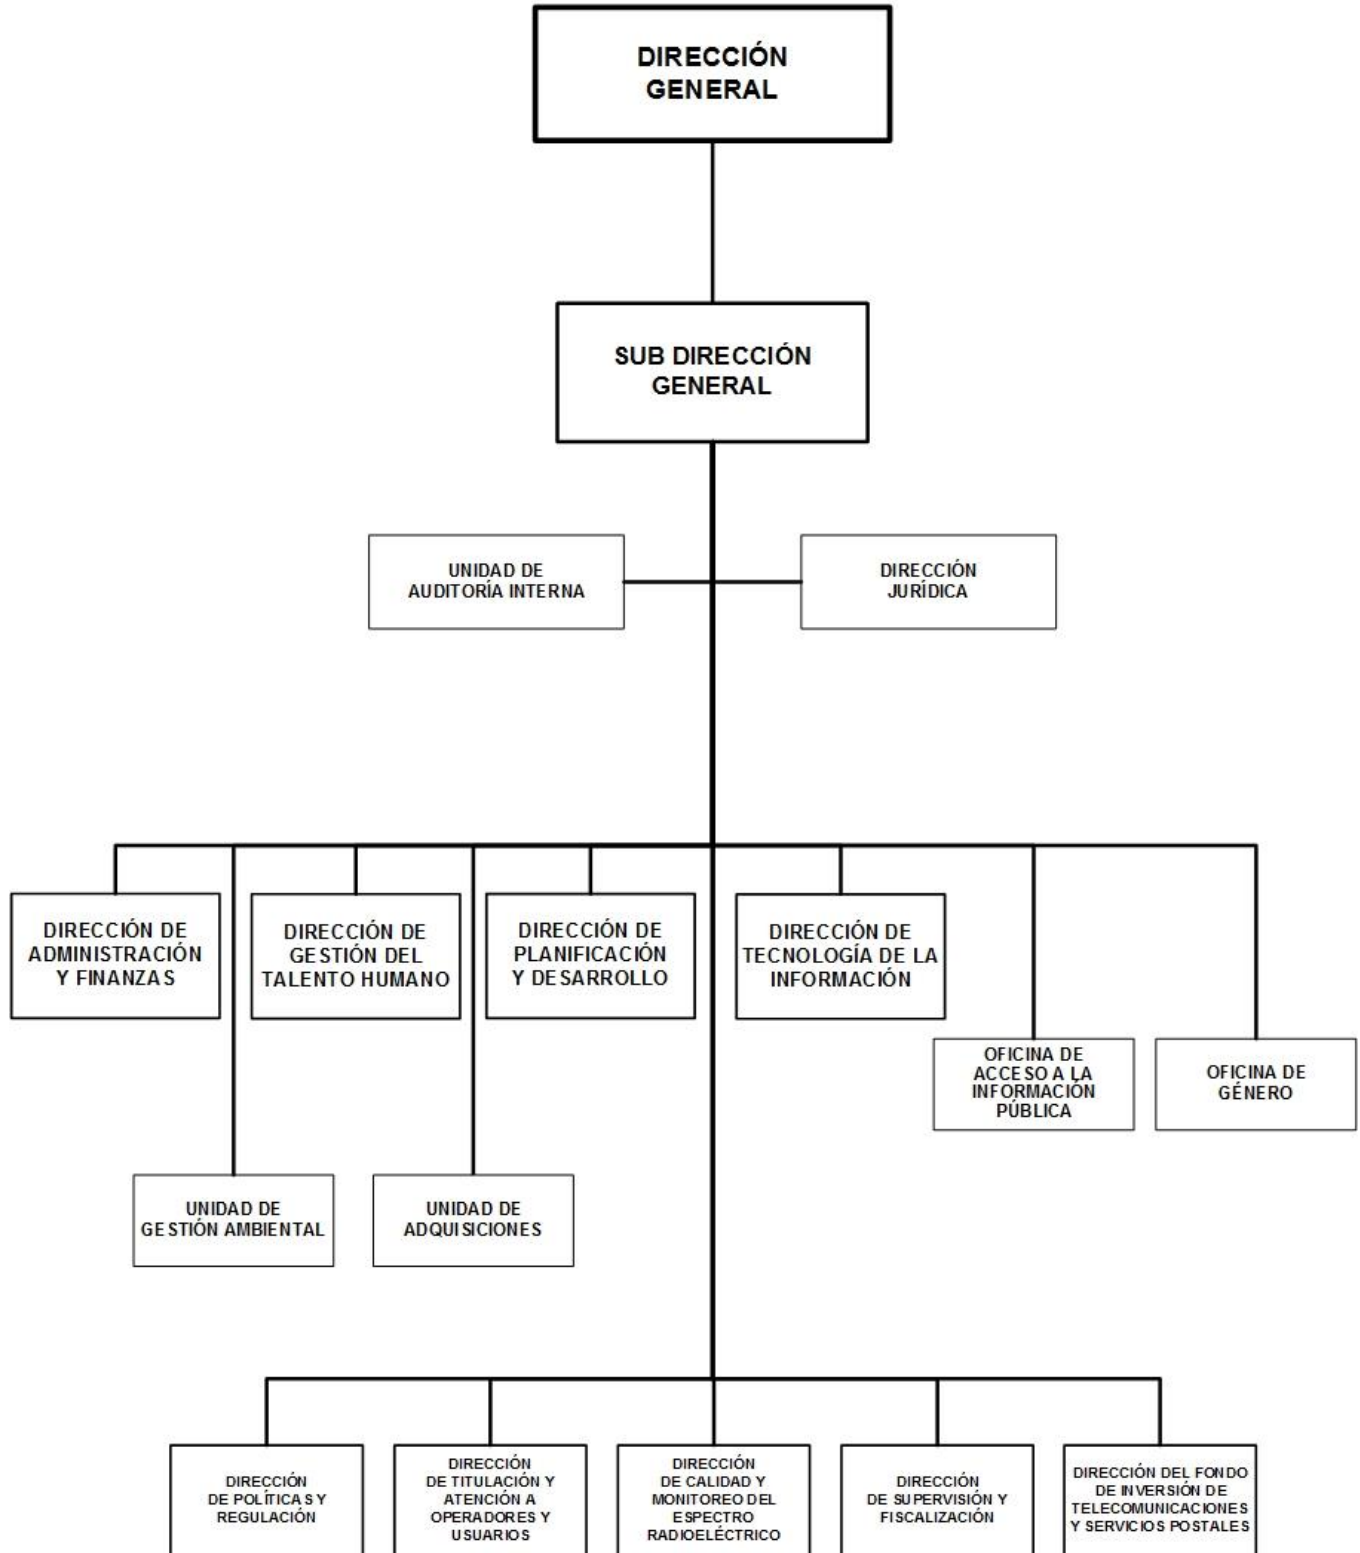 DIRECCIÓN
GENERAL
SUB DIRECCIÓN
GENERAL
UNIDAD DE
AUDITORÍA INTERNA
DIRECCIÓN
JURÍDICA
DIRECCIÓN DE
ADMINISTRACIÓN
Y FINANZAS
DIRECCIÓN DE
GESTIÓN DEL
TALENTO HUMANO
DIRECCIÓN DE
PLANIFICACIÓN
Y DESARROLLO
DIRECCIÓN DE
TECNOLOGÍA DE LA
INFORMACIÓN
OFICINA DE
ACCESO A LA
INFORMACIÓN
PÚBLICA
OFICINA DE
GÉNERO
UNIDAD DE
GESTIÓN AMBIENTAL
UNIDAD DE
ADQUISICIONES
DIRECCIÓN
DE POLÍTICAS Y
REGULACIÓN
DIRECCIÓN
DE TITULACIÓN Y
ATENCIÓN A
OPERADORES Y
USUARIOS
DIRECCIÓN
DE CALIDAD Y
MONITOREO DEL
ESPECTRO
RADIOELÉCTRICO
DIRECCIÓN
DE SUPERVISIÓN Y
FISCALIZACIÓN
DIRECCIÓN DEL FONDO
DE INVERSIÓN DE
TELECOMUNICACIONES
Y SERVICIOS POSTALES